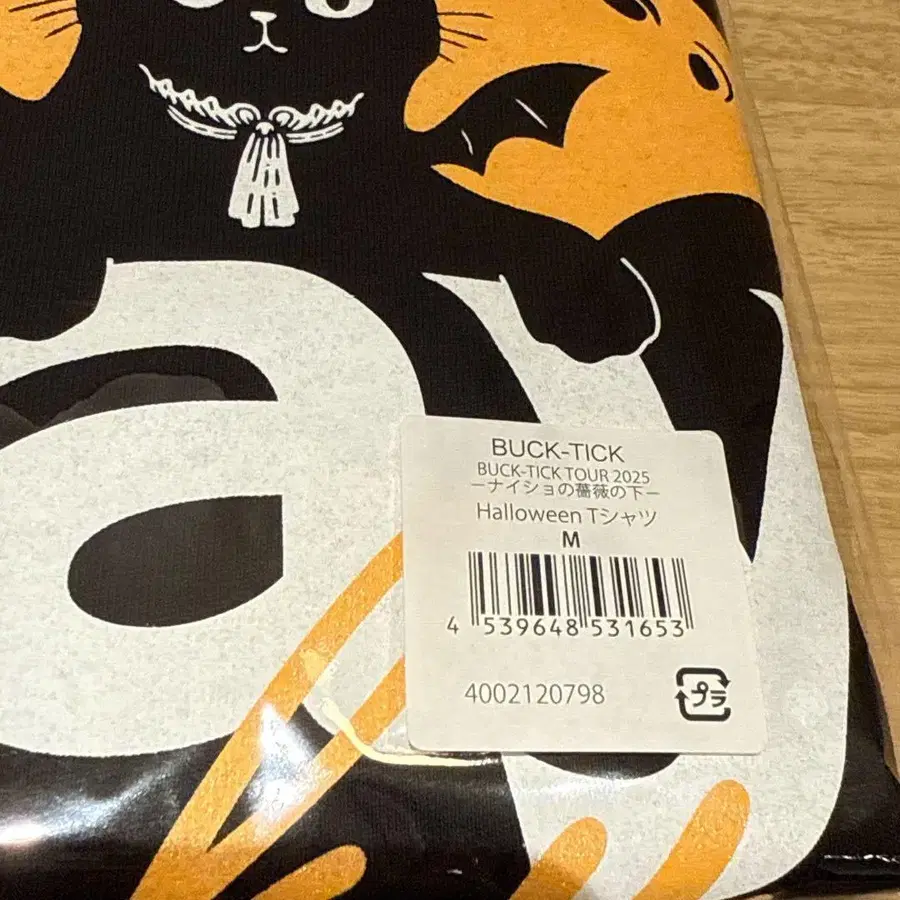 BUCK-TICK
BUCK-TICK TOUR 2025
ーナイショの薔薇の下ー
Halloween Tシャツ
M
4 539648 531653
4002120798
プラ